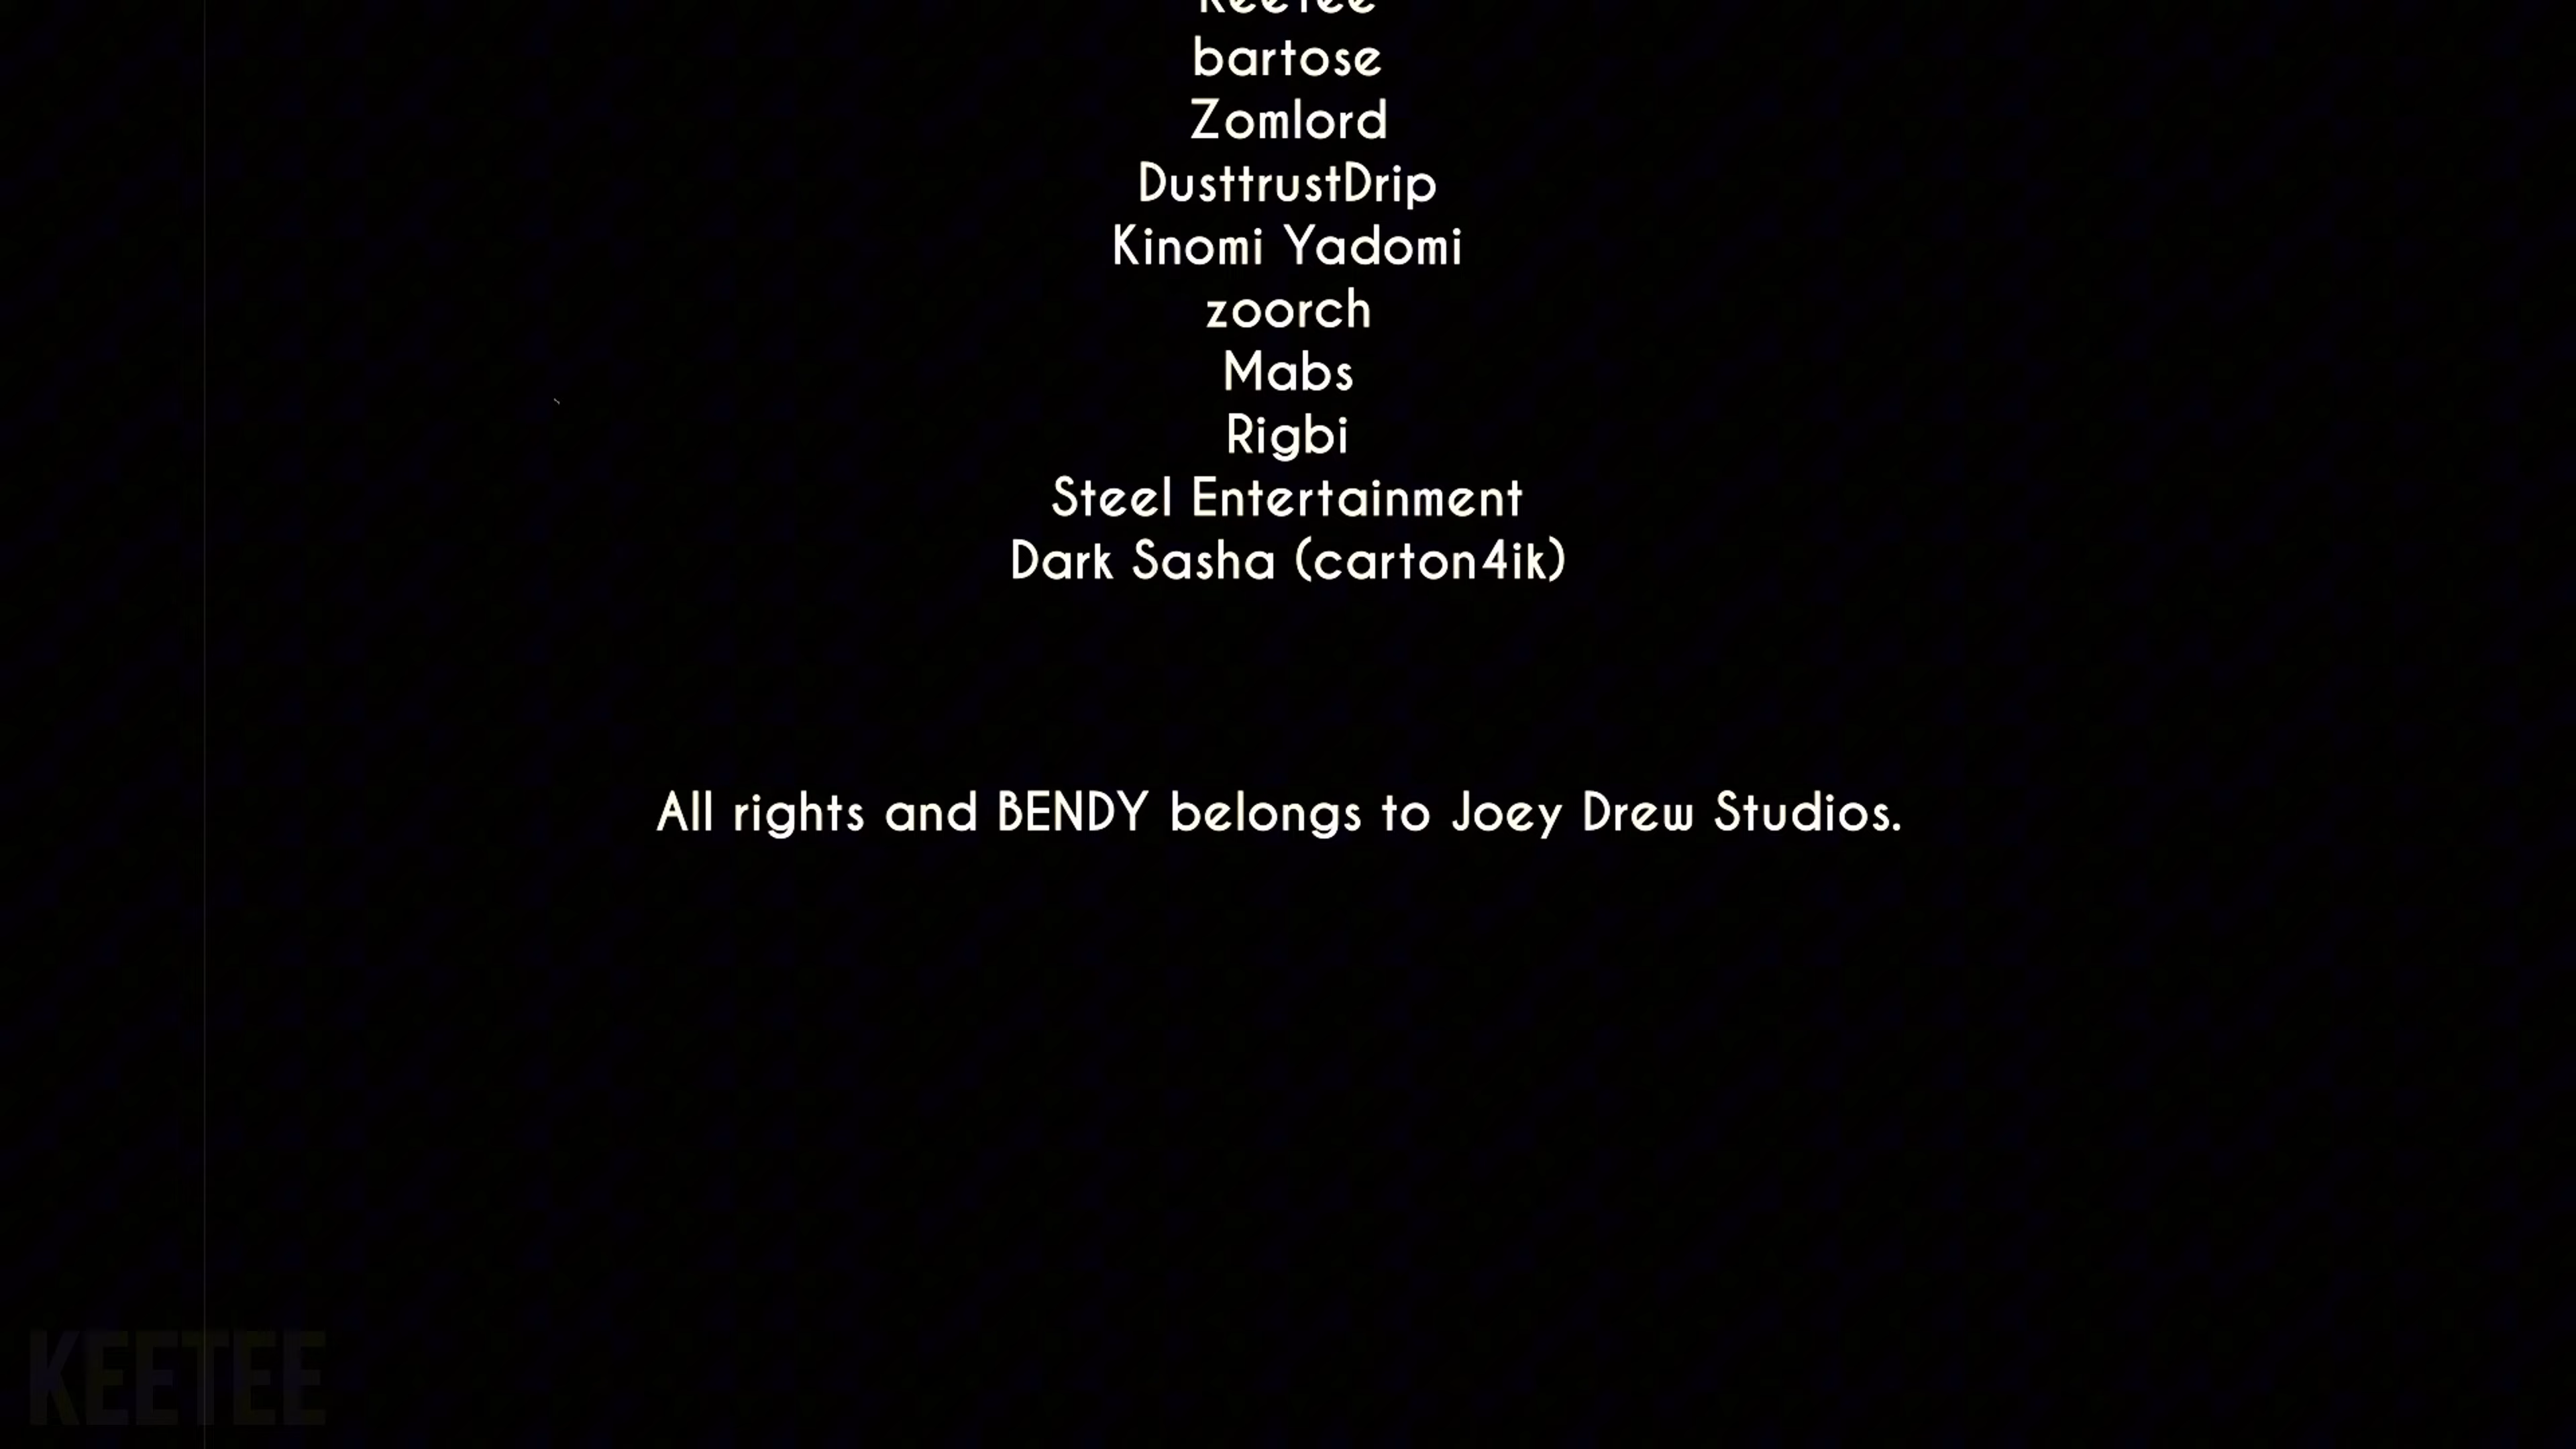 KeeTee
bartose
Zomlord
DusttrustDrip
Kinomi Yadomi
zoorch
Mabs
Rigbi
Steel Entertainment
Dark Sasha (carton4ik)
All rights and BENDY belongs to Joey Drew Studios.
KEETEE